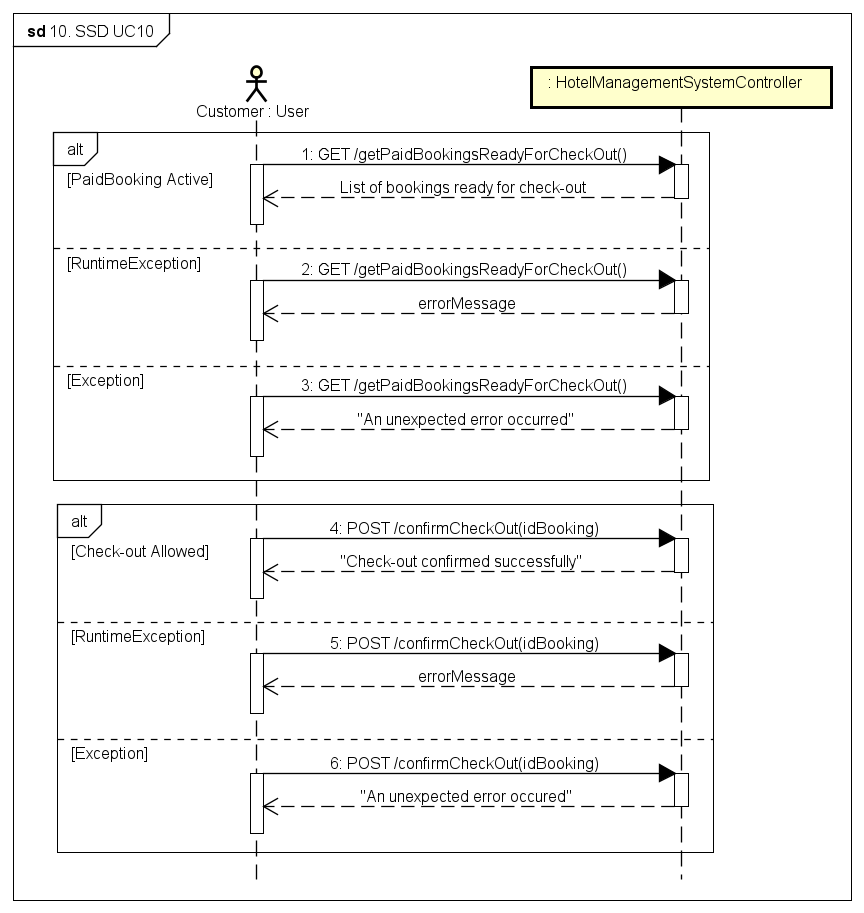 sd 10. SSD UC10
Customer : User
: HotelManagementSystemController
alt
[PaidBooking Active]
1: GET /getPaidBookingsReadyForCheckOut()
List of bookings ready for check-out
[RuntimeException]
2: GET /getPaidBookingsReadyForCheckOut()
errorMessage
[Exception]
3: GET /getPaidBookingsReadyForCheckOut()
"An unexpected error occurred"
alt
[Check-out Allowed]
4: POST /confirmCheckOut(idBooking)
"Check-out confirmed successfully"
[RuntimeException]
5: POST /confirmCheckOut(idBooking)
errorMessage
[Exception]
6: POST /confirmCheckOut(idBooking)
"An unexpected error occured"